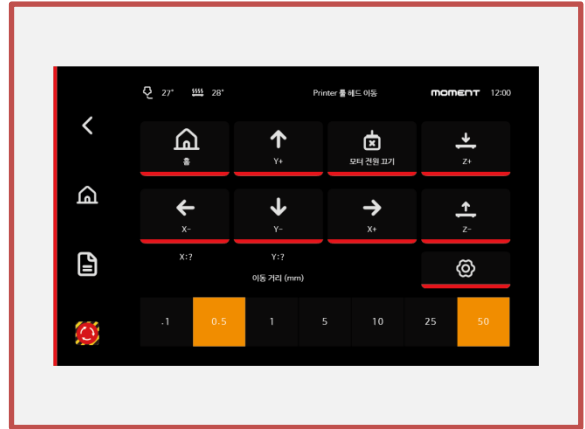 27° 28° Printer 툴 헤드 이동 moment 12:00
홈 Y+ 모터 전원 끄기 Z+
X- Y- X+ Z-
X:? Y:?
이동 거리 (mm)
.1 0.5 1 5 10 25 50